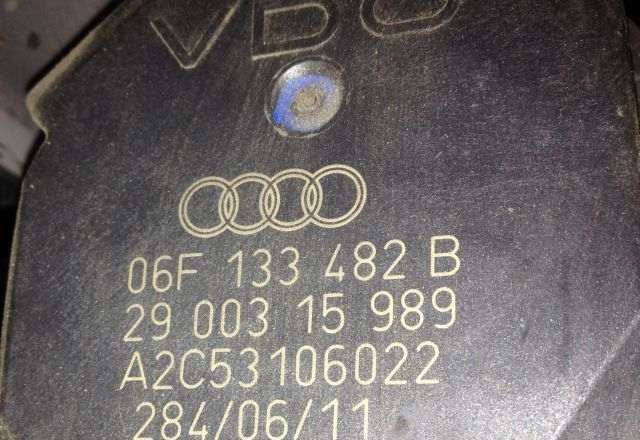 VDO
06F 133 482 B
29 003 15 989
A2C53106022
284/06/11